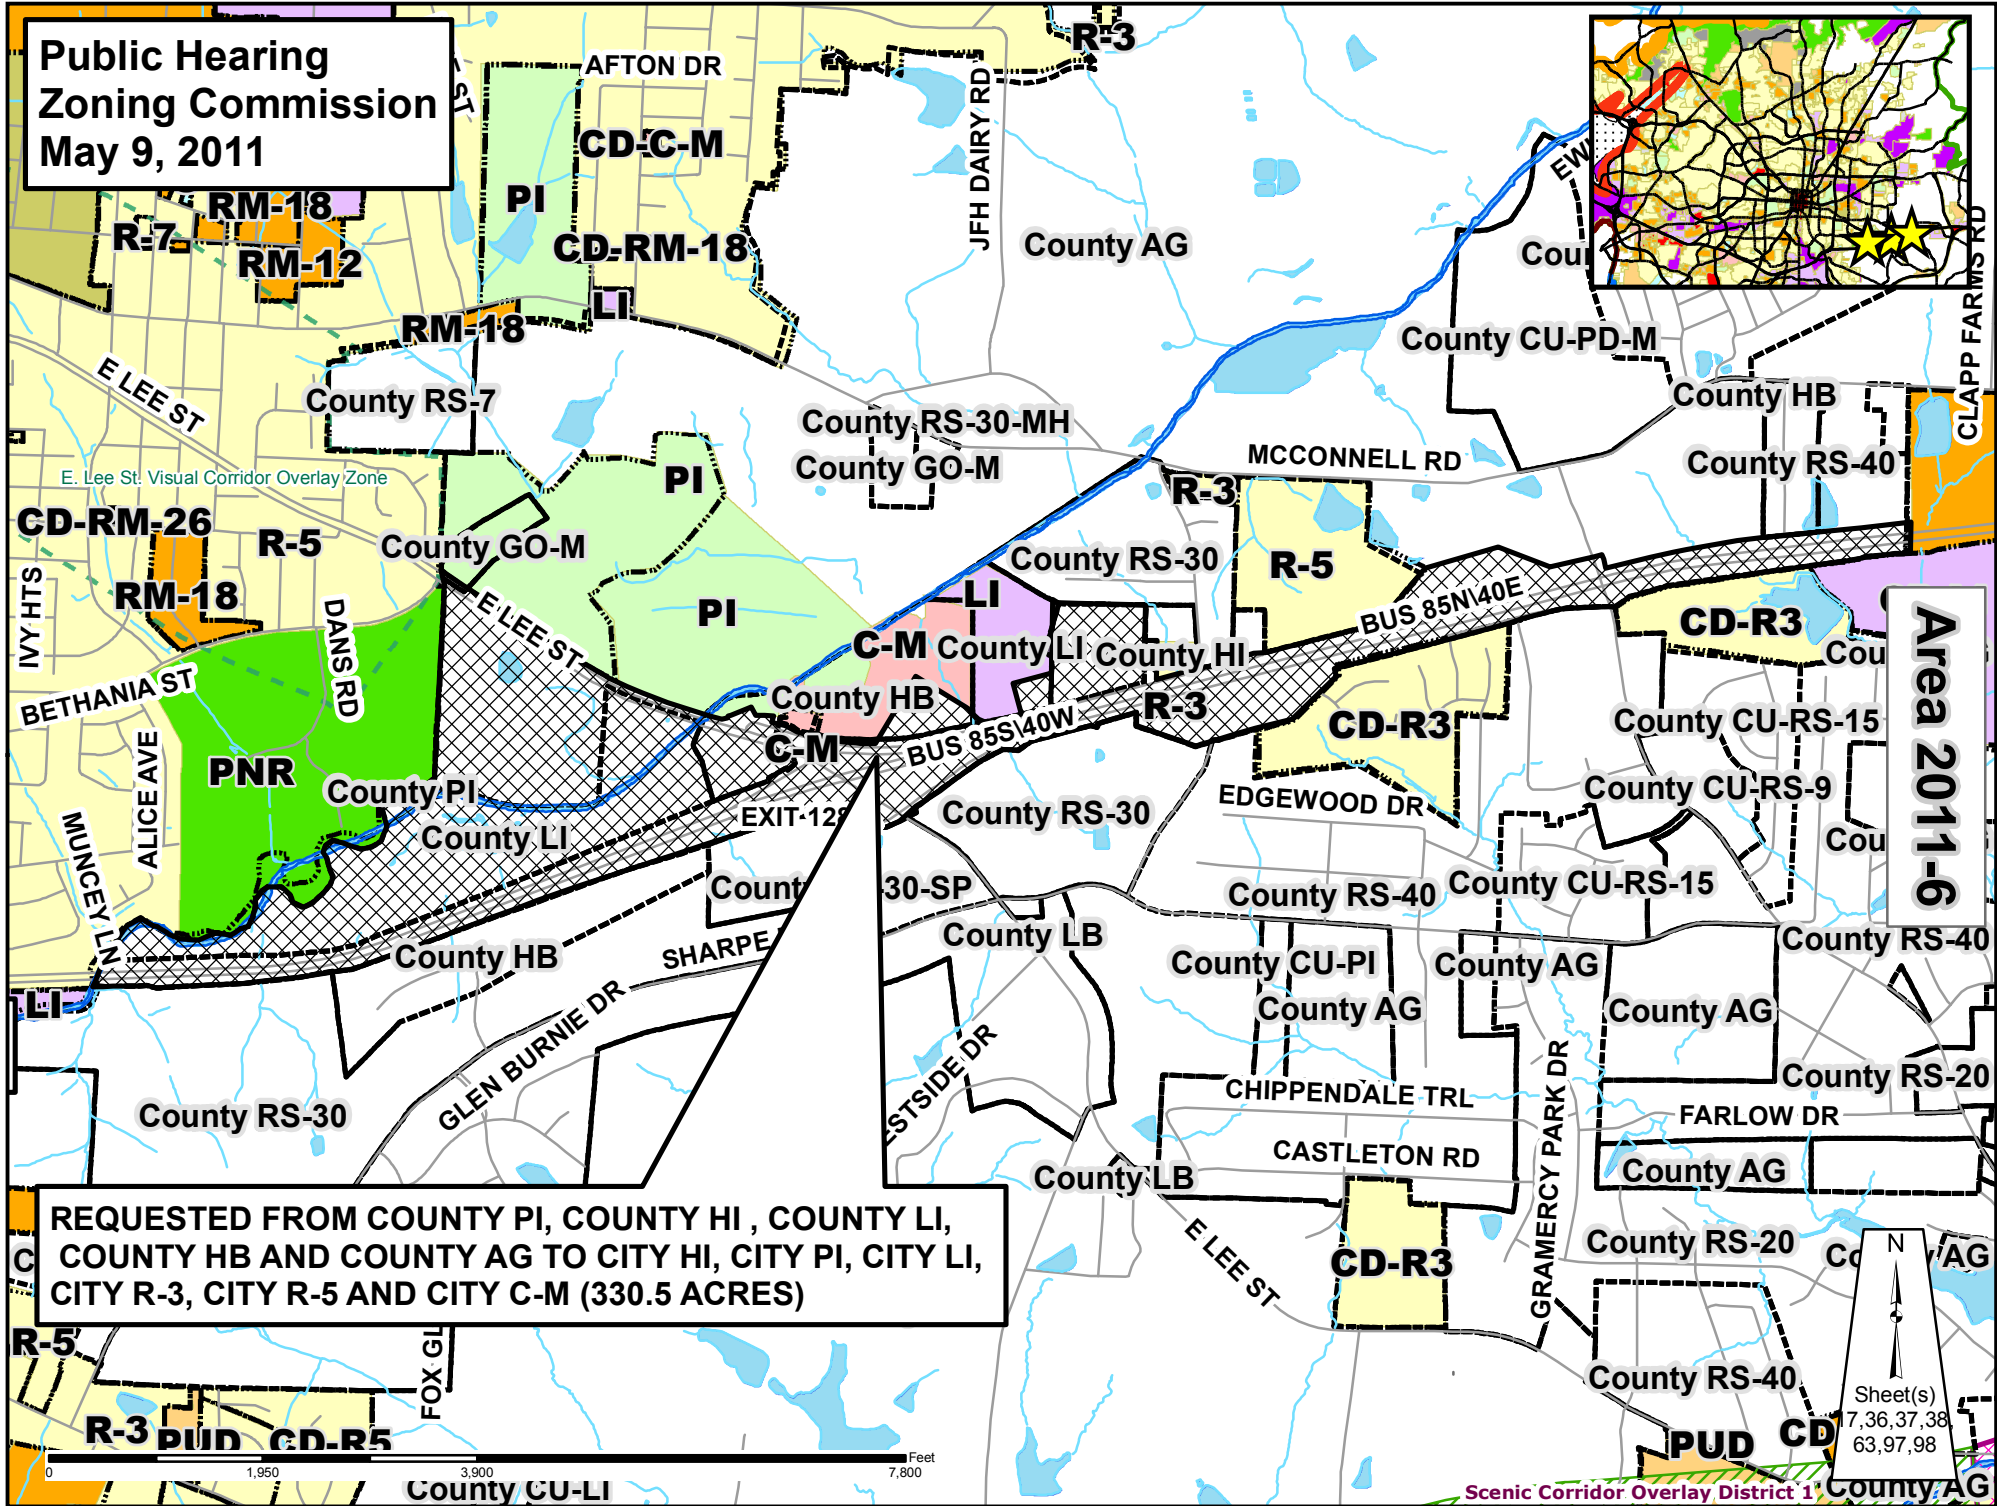 Public Hearing
Zoning Commission
May 9, 2011
AFTON DR
R-3
JFH DAIRY RD
CD-C-M
PI
RM-18
R-7
RM-12
CD-RM-18
LI
RM-18
County AG
CLAPP FARMS RD
County CU-PD-M
E LEE ST
County RS-7
County RS-30-MH
County GO-M
County HB
MCCONNELL RD
County RS-40
E. Lee St. Visual Corridor Overlay Zone
PI
R-3
CD-RM-26
R-5
County GO-M
County RS-30
R-5
IVY HTS
RM-18
DANS RD
E LEE ST
PI
LI
BUS 85N\40E
CD-R3
Area 2011-6
C-M
County LI
County HI
BETHANIA ST
County HB
R-3
BUS 85S\40W
CD-R3
County CU-RS-15
C-M
ALICE AVE
PNR
County PI
County CU-RS-9
EDGEWOOD DR
County RS-30
MUNCEY LN
County LI
30-SP
County RS-40
County CU-RS-15
County LB
County HB
County CU-PI
County AG
County RS-40
LI
County AG
County AG
GLEN BURNIE DR
GRAMERCY PARK DR
County RS-20
County RS-30
CHIPPENDALE TRL
FARLOW DR
CASTLETON RD
County AG
County LB
REQUESTED FROM COUNTY PI, COUNTY HI , COUNTY LI,
COUNTY HB AND COUNTY AG TO CITY HI, CITY PI, CITY LI,
CITY R-3, CITY R-5 AND CITY C-M (330.5 ACRES)
E LEE ST
CD-R3
County RS-20
N
R-5
County RS-40
Sheet(s)
17,36,37,38,
63,97,98
R-3
PUD
CD-R5
PUD
CD
Feet
0
1,950
3,900
7,800
County CU-LI
Scenic Corridor Overlay District 1
County AG